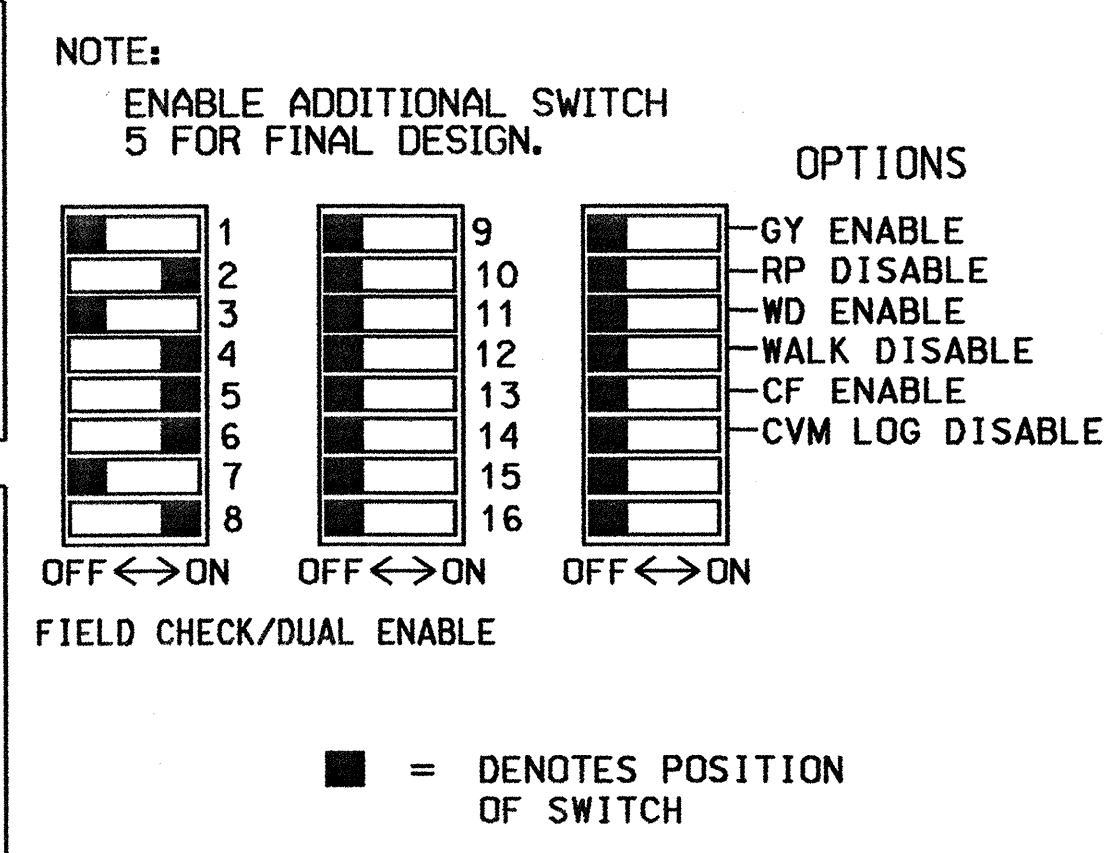 NOTE:
ENABLE ADDITIONAL SWITCH
5 FOR FINAL DESIGN.
OPTIONS
1
2
3
4
5
6
7
8
9
10
11
12
13
14
15
16
GY ENABLE
RP DISABLE
WD ENABLE
WALK DISABLE
CF ENABLE
CVM LOG DISABLE
OFF<->ON
OFF<->ON
OFF<->ON
FIELD CHECK/DUAL ENABLE
= DENOTES POSITION
OF SWITCH